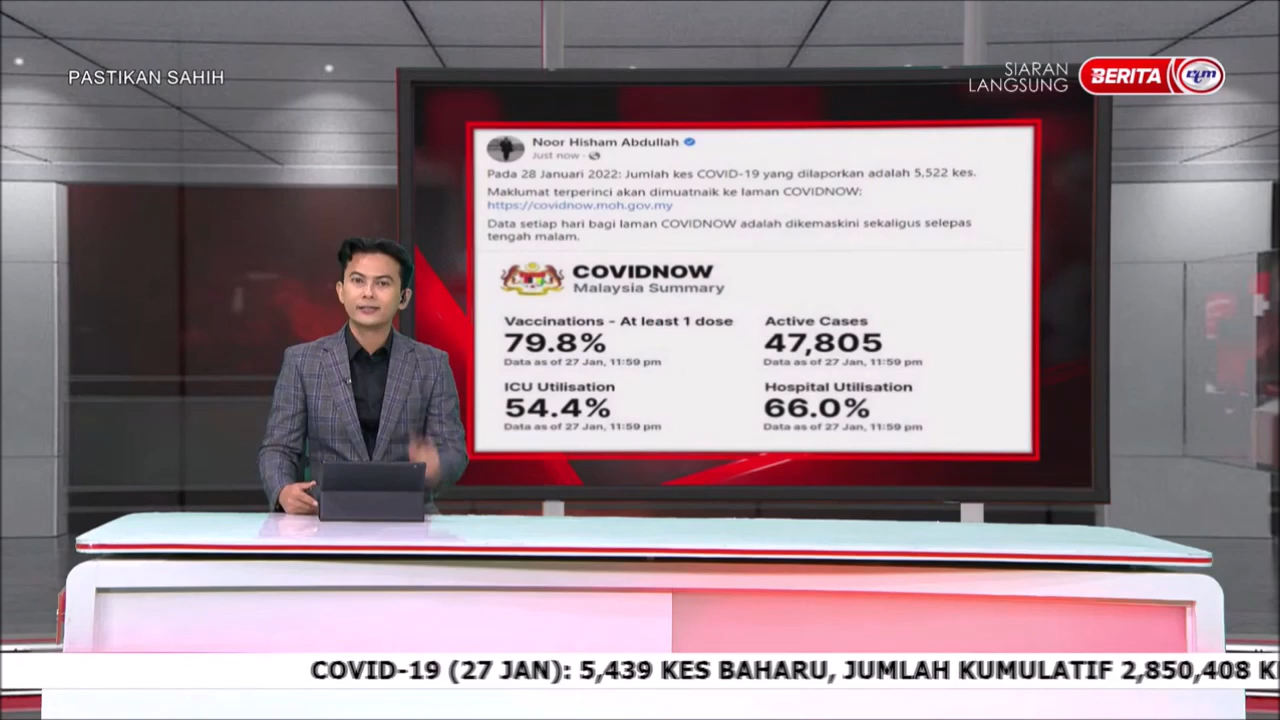 PASTIKAN SAHIH
SIARAN
LANGSUNG
BERITA rtm
Noor Hisham Abdullah
Just now
Pada 28 Januari 2022: Jumlah kes COVID-19 yang dilaporkan adalah 5,522 kes.
Maklumat terperinci akan dimuatnaik ke laman COVIDNOW:
https://covidnow.moh.gov.my
Data setiap hari bagi laman COVIDNOW adalah dikemaskini sekaligus selepas
tengah malam.
COVIDNOW
Malaysia Summary
Vaccinations - At least 1 dose
79.8%
Data as of 27 Jan, 11:59 pm
Active Cases
47,805
Data as of 27 Jan, 11:59 pm
ICU Utilisation
54.4%
Data as of 27 Jan, 11:59 pm
Hospital Utilisation
66.0%
Data as of 27 Jan, 11:59 pm
COVID-19 (27 JAN): 5,439 KES BAHARU, JUMLAH KUMULATIF 2,850,408 K